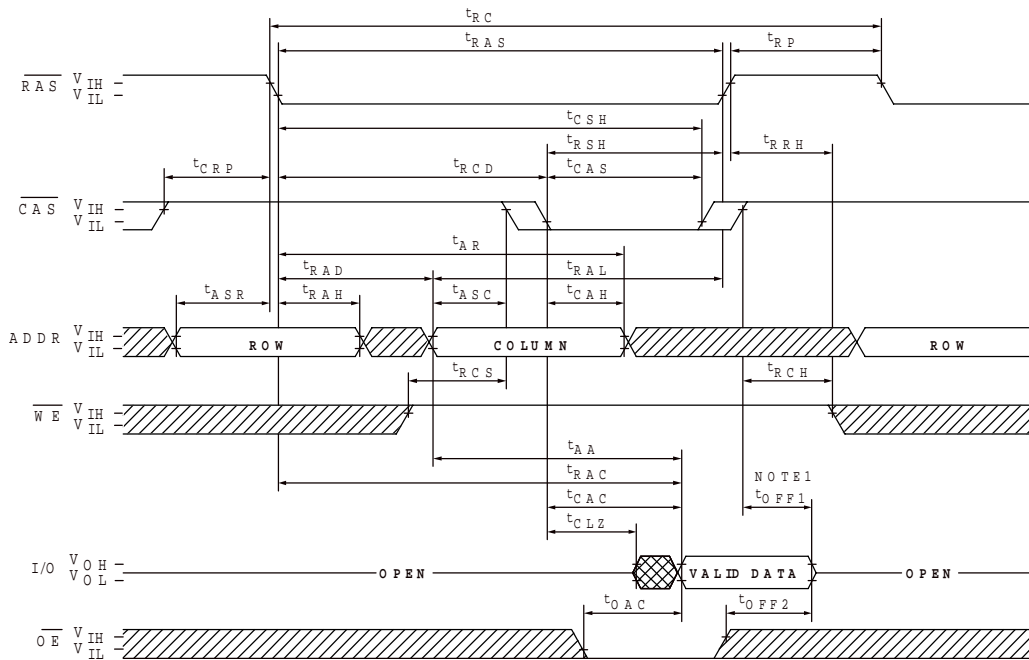 tRC
tRAS tRP
RAS VIH
VIL
tCSH
tRSH tRRH
tCRP tRCD tCAS
CAS VIH
VIL
tAR
tRAD tRAL
tASR tRAH tASC tCAH
ADDR VIH
VIL
ROW COLUMN ROW
tRCS tRCH
WE VIH
VIL
tAA
tRAC NOTE1
tCAC tOFF1
tCLZ
I/O VOH
VOL
OPEN VALID DATA OPEN
tOAC tOFF2
OE VIH
VIL